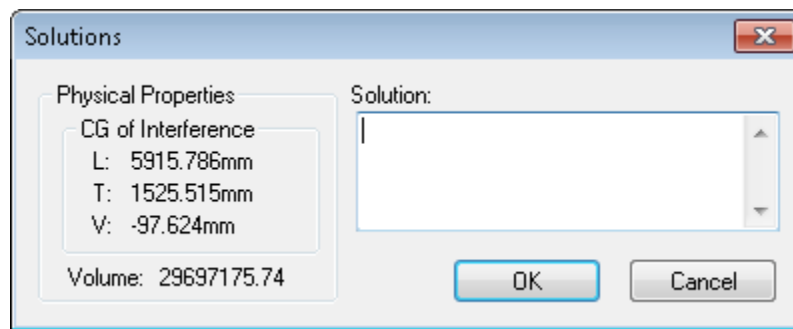 Solutions
Physical Properties
CG of Interference
L: 5915.786mm
T: 1525.515mm
V: -97.624mm
Volume: 29697175.74
Solution:
OK
Cancel